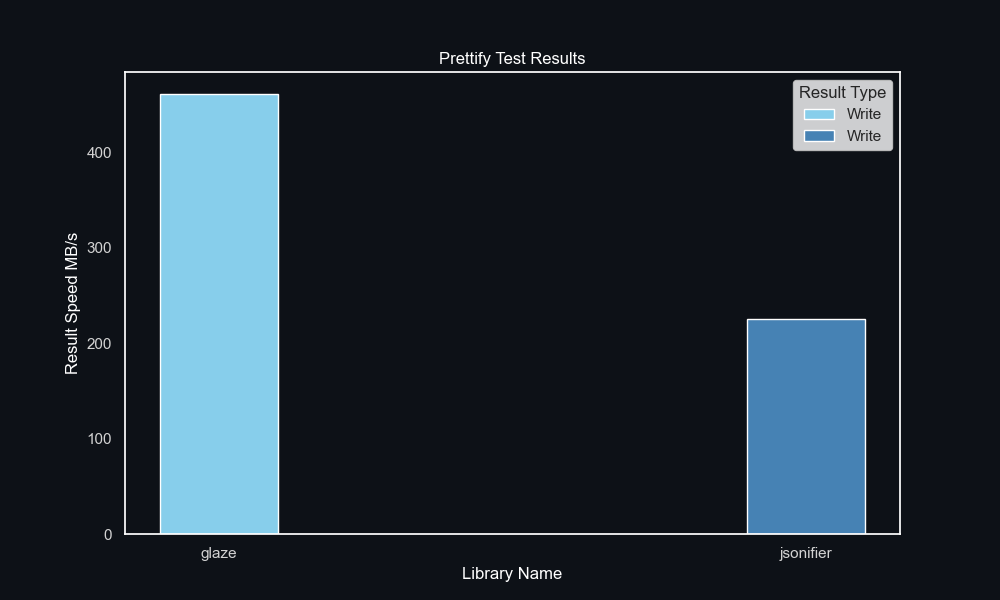 Prettify Test Results
Result Type
Write
Write
400
300
200
100
0
Result Speed MB/s
glaze
jsonifier
Library Name